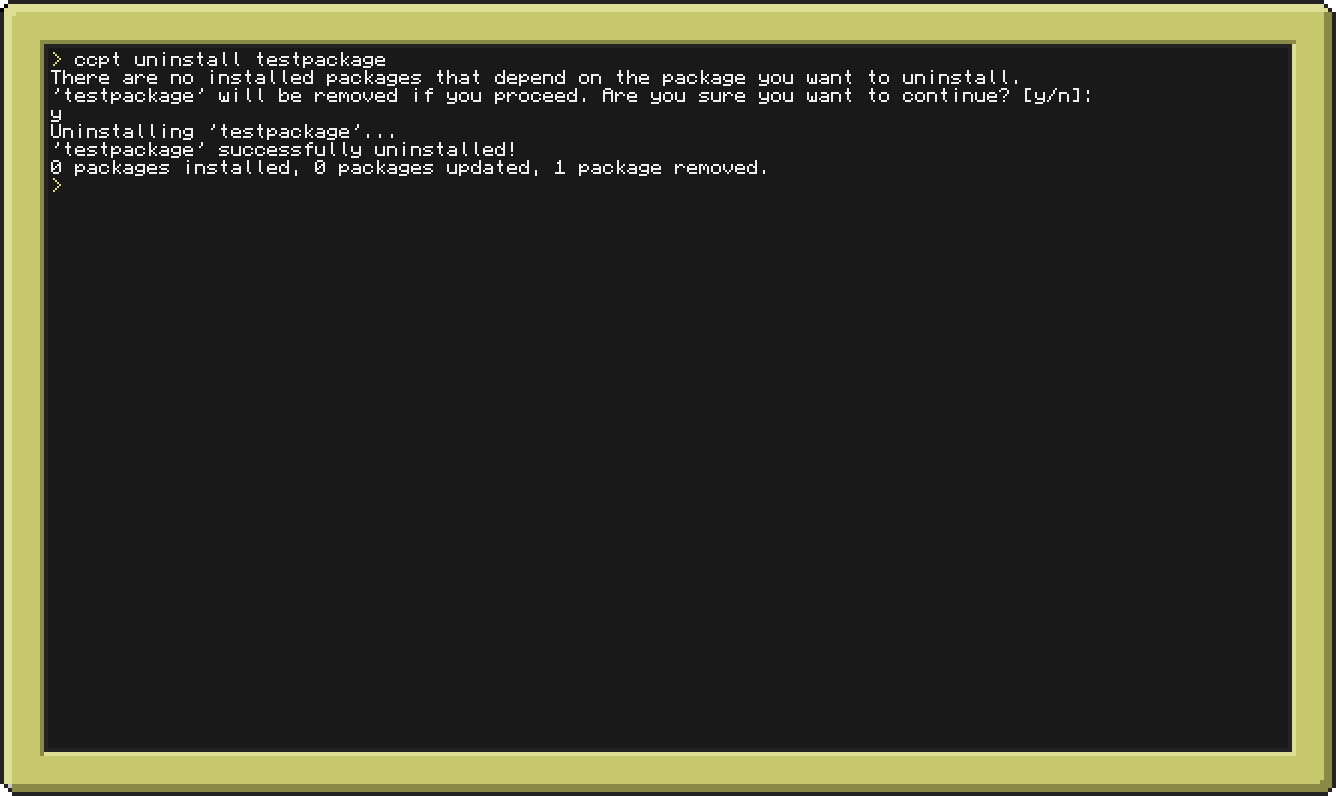 > ccpt uninstall testpackage
There are no installed packages that depend on the package you want to uninstall.
'testpackage' will be removed if you proceed. Are you sure you want to continue? [y/n]:
y
Uninstalling 'testpackage'...
'testpackage' successfully uninstalled!
0 packages installed, 0 packages updated, 1 package removed.
>